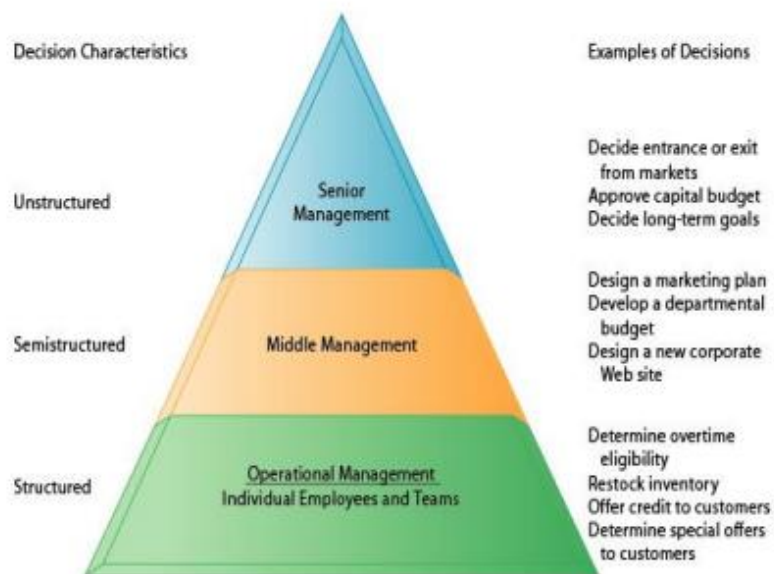 Decision Characteristics
Examples of Decisions
Unstructured
Senior
Management
Decide entrance or exit
from markets
Approve capital budget
Decide long-term goals
Semistructured
Middle Management
Design a marketing plan
Develop a departmental
budget
Design a new corporate
Web site
Structured
Operational Management
Individual Employees and Teams
Determine overtime
eligibility
Restock inventory
Offer credit to customers
Determine special offers
to customers